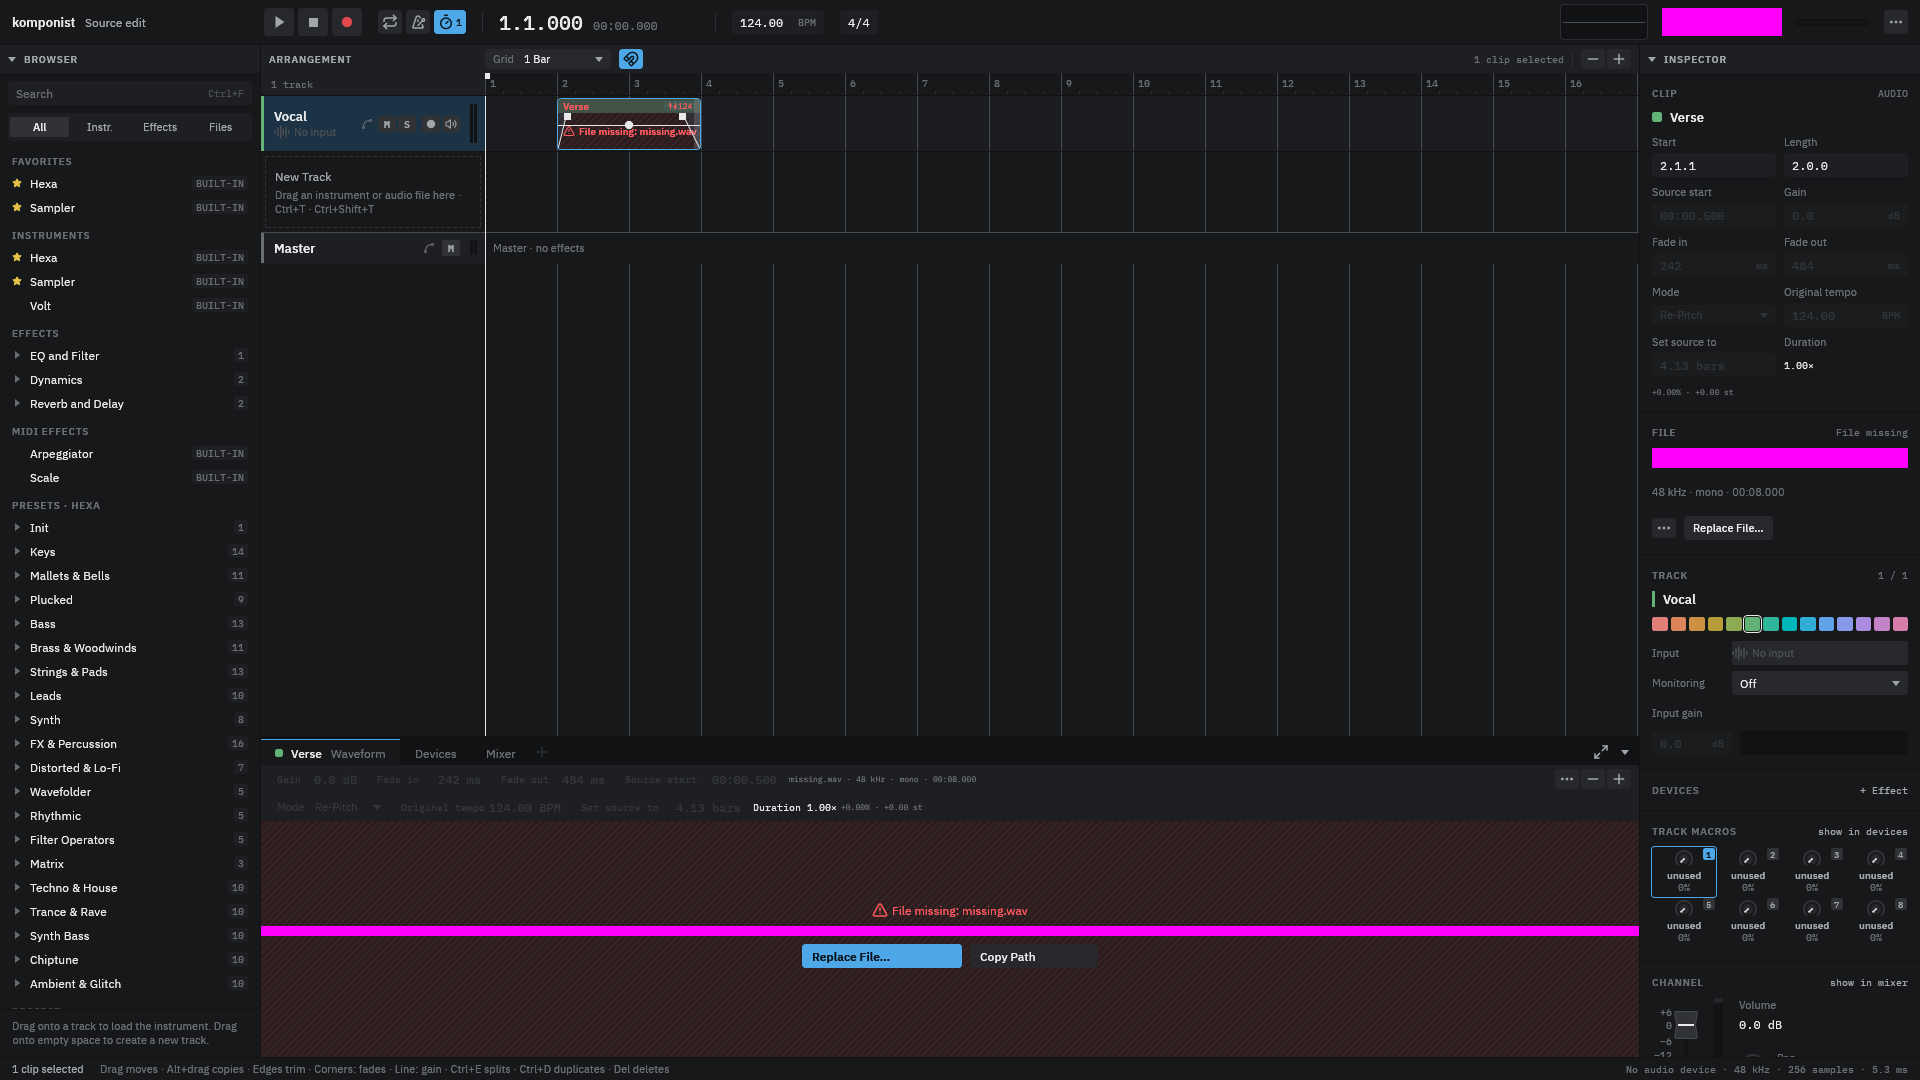 komponist Source edit 1 1.1.000 00:00.000 124.00 BPM 4/4
BROWSER
Search Ctrl+F
All Instr. Effects Files
FAVORITES
Hexa BUILT-IN
Sampler BUILT-IN
INSTRUMENTS
Hexa BUILT-IN
Sampler BUILT-IN
Volt BUILT-IN
EFFECTS
EQ and Filter 1
Dynamics 2
Reverb and Delay 2
MIDI EFFECTS
Arpeggiator BUILT-IN
Scale BUILT-IN
PRESETS · HEXA
Init 1
Keys 14
Mallets & Bells 11
Plucked 9
Bass 13
Brass & Woodwinds 11
Strings & Pads 13
Leads 10
Synth 8
FX & Percussion 16
Distorted & Lo-Fi 7
Wavefolder 5
Rhythmic 5
Filter Operators 5
Matrix 3
Techno & House 10
Trance & Rave 10
Synth Bass 10
Chiptune 10
Ambient & Glitch 10
Drag onto a track to load the instrument. Drag
onto empty space to create a new track.
ARRANGEMENT Grid 1 Bar 1 clip selected
1 track 1 2 3 4 5 6 7 8 9 10 11 12 13 14 15 16
Vocal
No input M S
Verse 124
File missing: missing.wav
New Track
Drag an instrument or audio file here ·
Ctrl+T · Ctrl+Shift+T
Master M Master · no effects
Verse Waveform Devices Mixer
Gain 0.0 dB Fade in 242 ms Fade out 484 ms Source start 00:00.500 missing.wav · 48 kHz · mono · 00:08.000
Mode Re-Pitch Original tempo 124.00 BPM Set source to 4.13 bars Duration 1.00× +0.00% · +0.00 st
File missing: missing.wav
Replace File... Copy Path
INSPECTOR
CLIP AUDIO
Verse
Start Length
2.1.1 2.0.0
Source start Gain
00:00.500 0.0 dB
Fade in Fade out
242 ms 484 ms
Mode Original tempo
Re-Pitch 124.00 BPM
Set source to Duration
4.13 bars 1.00×
+0.00% · +0.00 st
FILE File missing
48 kHz · mono · 00:08.000
Replace File...
TRACK 1 / 1
Vocal
Input No input
Monitoring Off
Input gain
0.0 dB
DEVICES + Effect
TRACK MACROS show in devices
1 2 3 4
unused unused unused unused
0% 0% 0% 0%
5 6 7 8
unused unused unused unused
0% 0% 0% 0%
CHANNEL show in mixer
Volume
+6
0 0.0 dB
−6
−12
1 clip selected Drag moves · Alt+drag copies · Edges trim · Corners: fades · Line: gain · Ctrl+E splits · Ctrl+D duplicates · Del deletes No audio device · 48 kHz · 256 samples · 5.3 ms